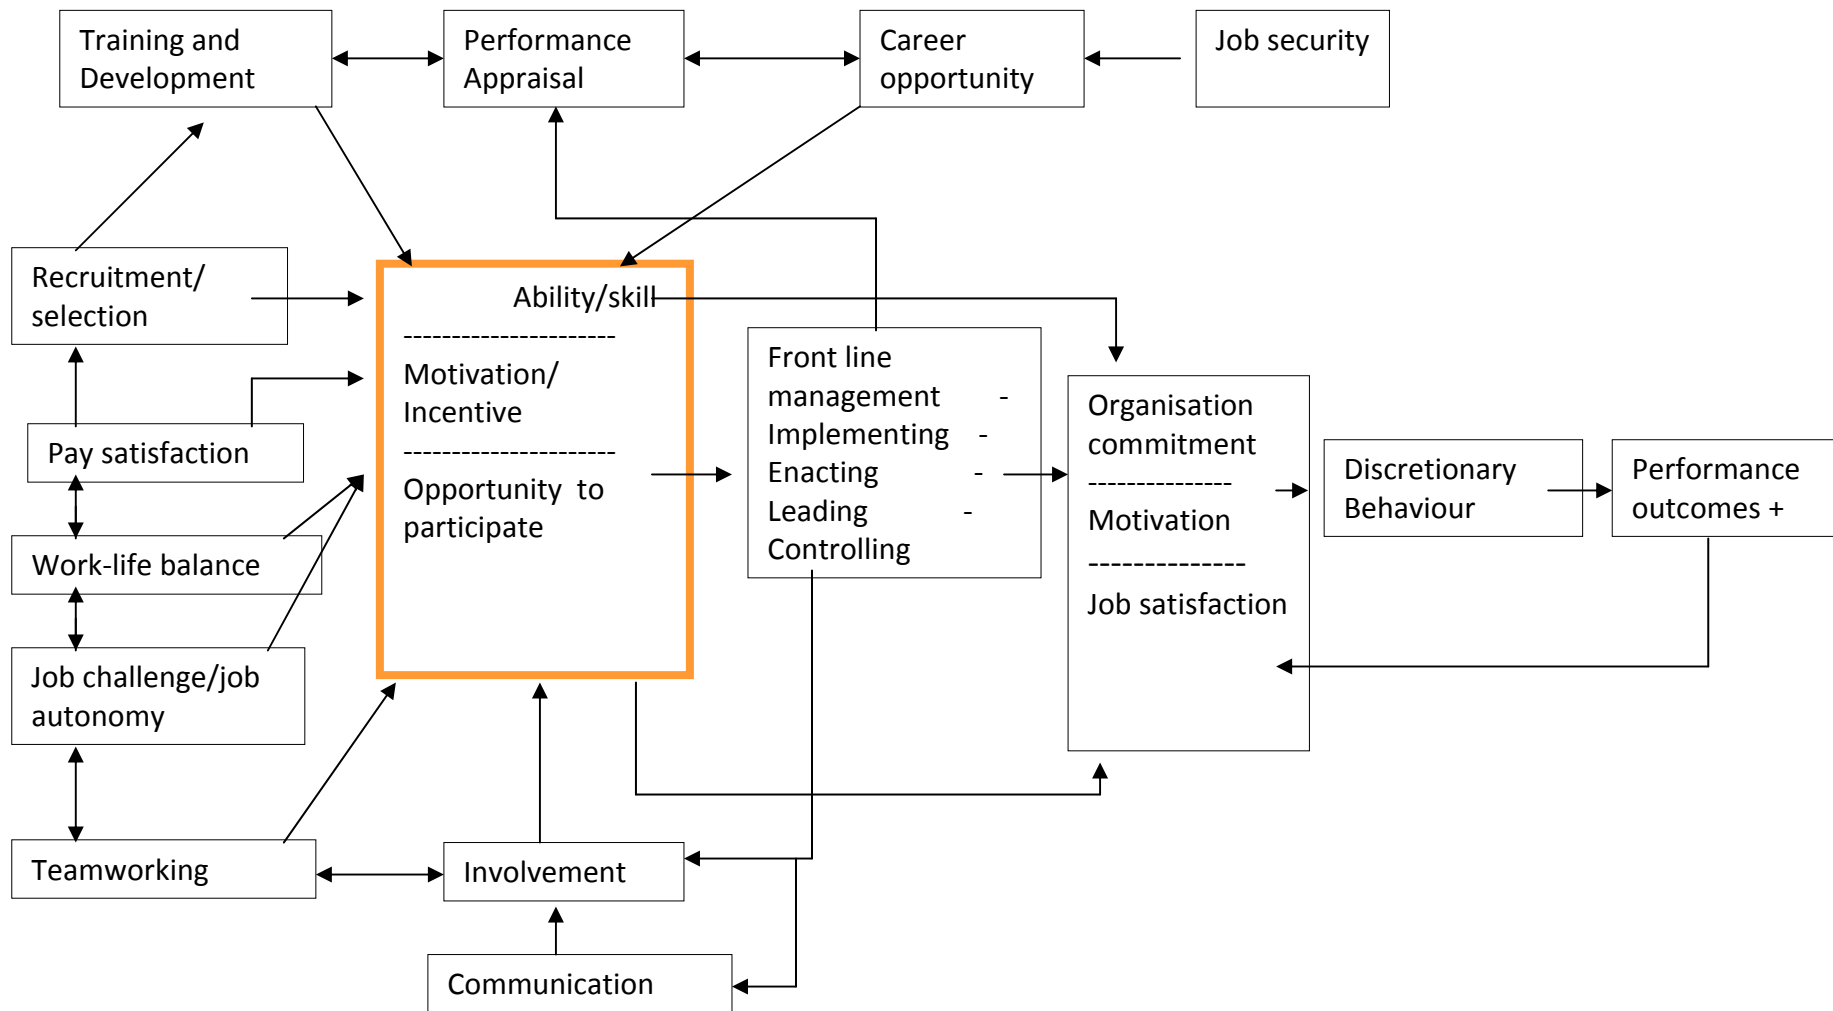 Training and
Development
Performance
Appraisal
Career
opportunity
Job security
Recruitment/
selection
Pay satisfaction
Work-life balance
Job challenge/job
autonomy
Teamworking
Ability/skill
----------------------
Motivation/
Incentive
----------------------
Opportunity to
participate
Front line
management -
Implementing -
Enacting -
Leading -
Controlling
Organisation
commitment
----------------
Motivation
--------------
Job satisfaction
Discretionary
Behaviour
Performance
outcomes +
Involvement
Communication